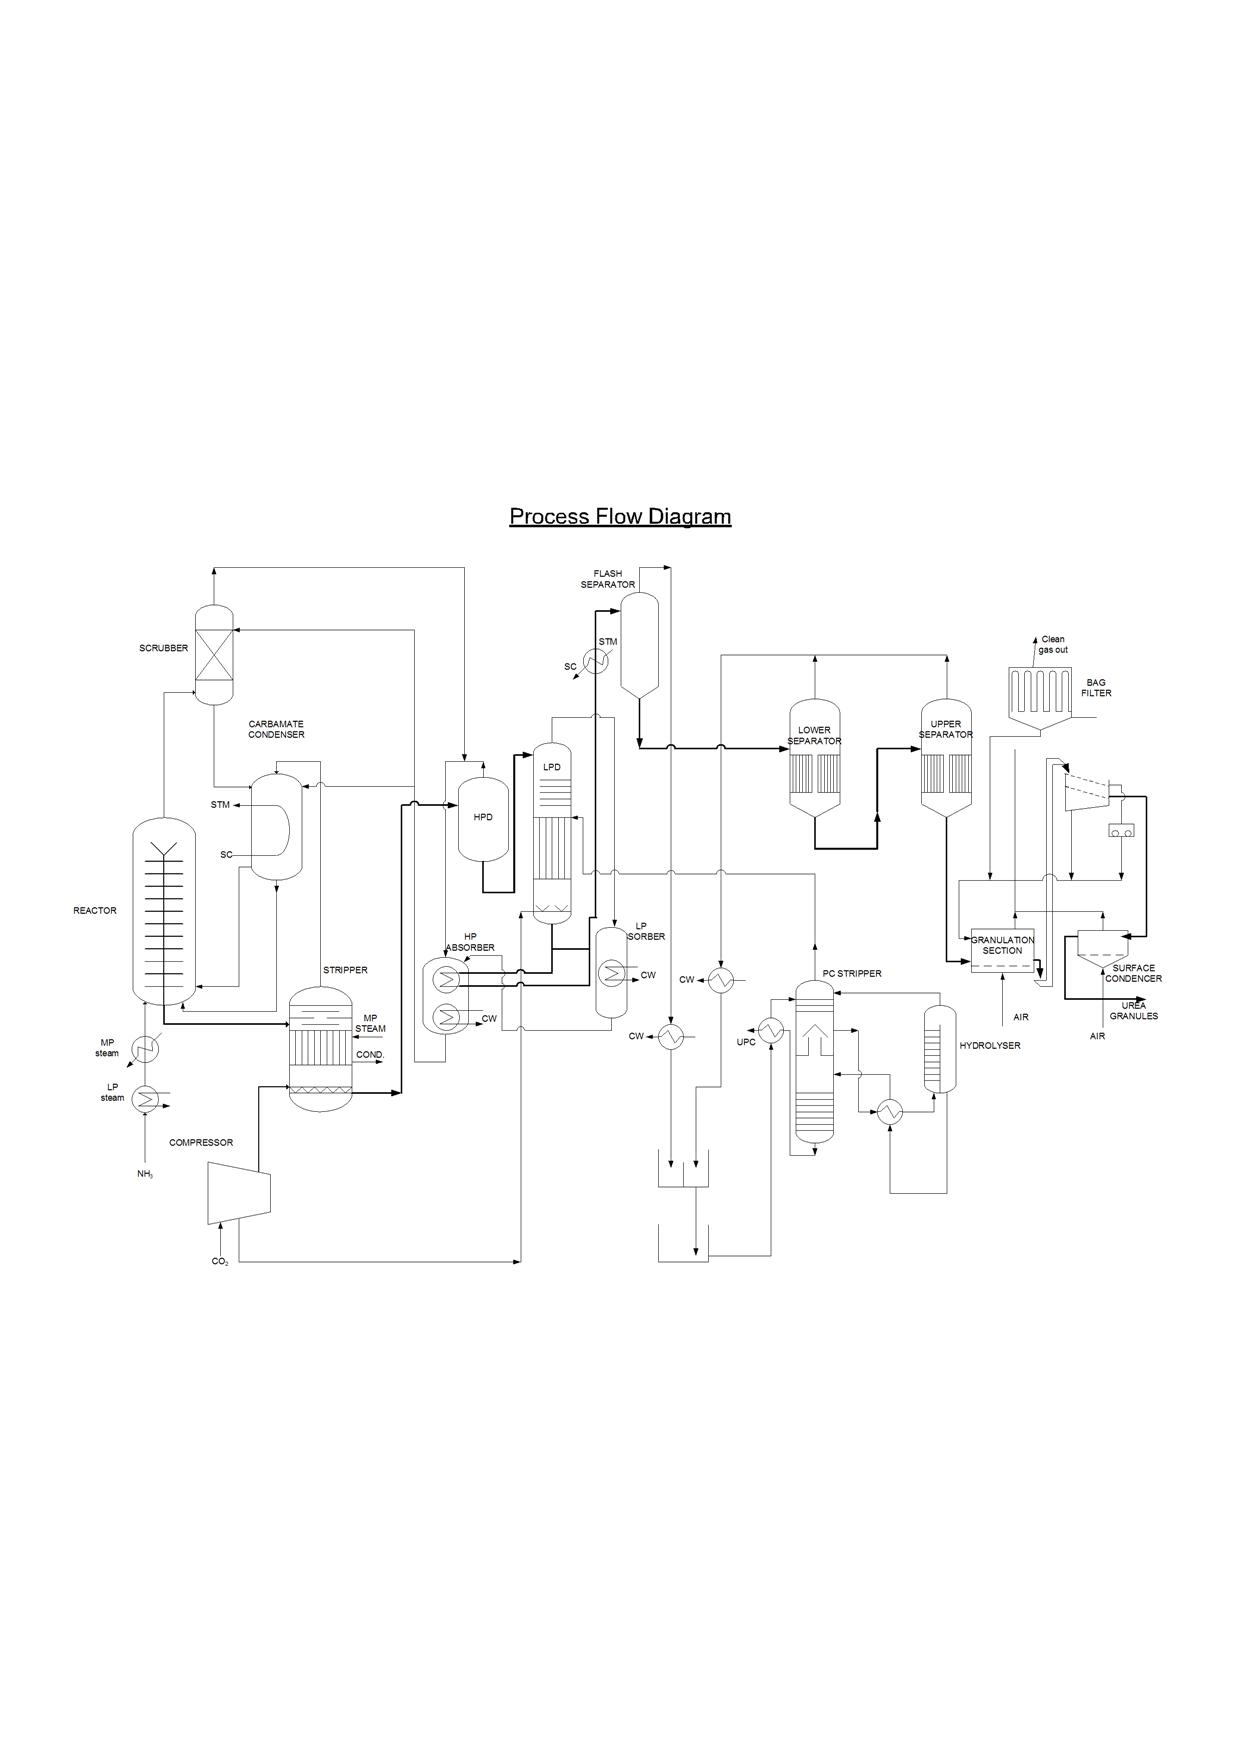 Process Flow Diagram
FLASH
SEPARATOR
STM
SC
SCRUBBER
Clean
gas out
BAG
FILTER
CARBAMATE
CONDENSER
LOWER
SEPARATOR
UPPER
SEPARATOR
LPD
STM
HPD
SC
REACTOR
HP
ABSORBER
LP
SORBER
GRANULATION
SECTION
STRIPPER
CW
CW
PC STRIPPER
SURFACE
CONDENCER
MP
STEAM
CW
UREA
GRANULES
AIR
AIR
MP
steam
COND.
CW
UPC
HYDROLYSER
LP
steam
COMPRESSOR
NH3
CO2